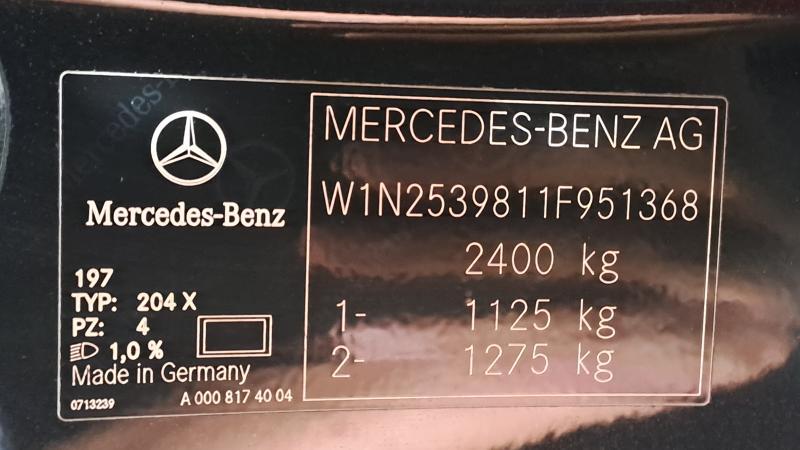 Mercedes-Benz
197
TYP: 204 X
PZ: 4
1,0 %
Made in Germany
0713239
A 000 817 40 04
MERCEDES-BENZ AG
W1N2539811F951368
2400 kg
1- 1125 kg
2- 1275 kg